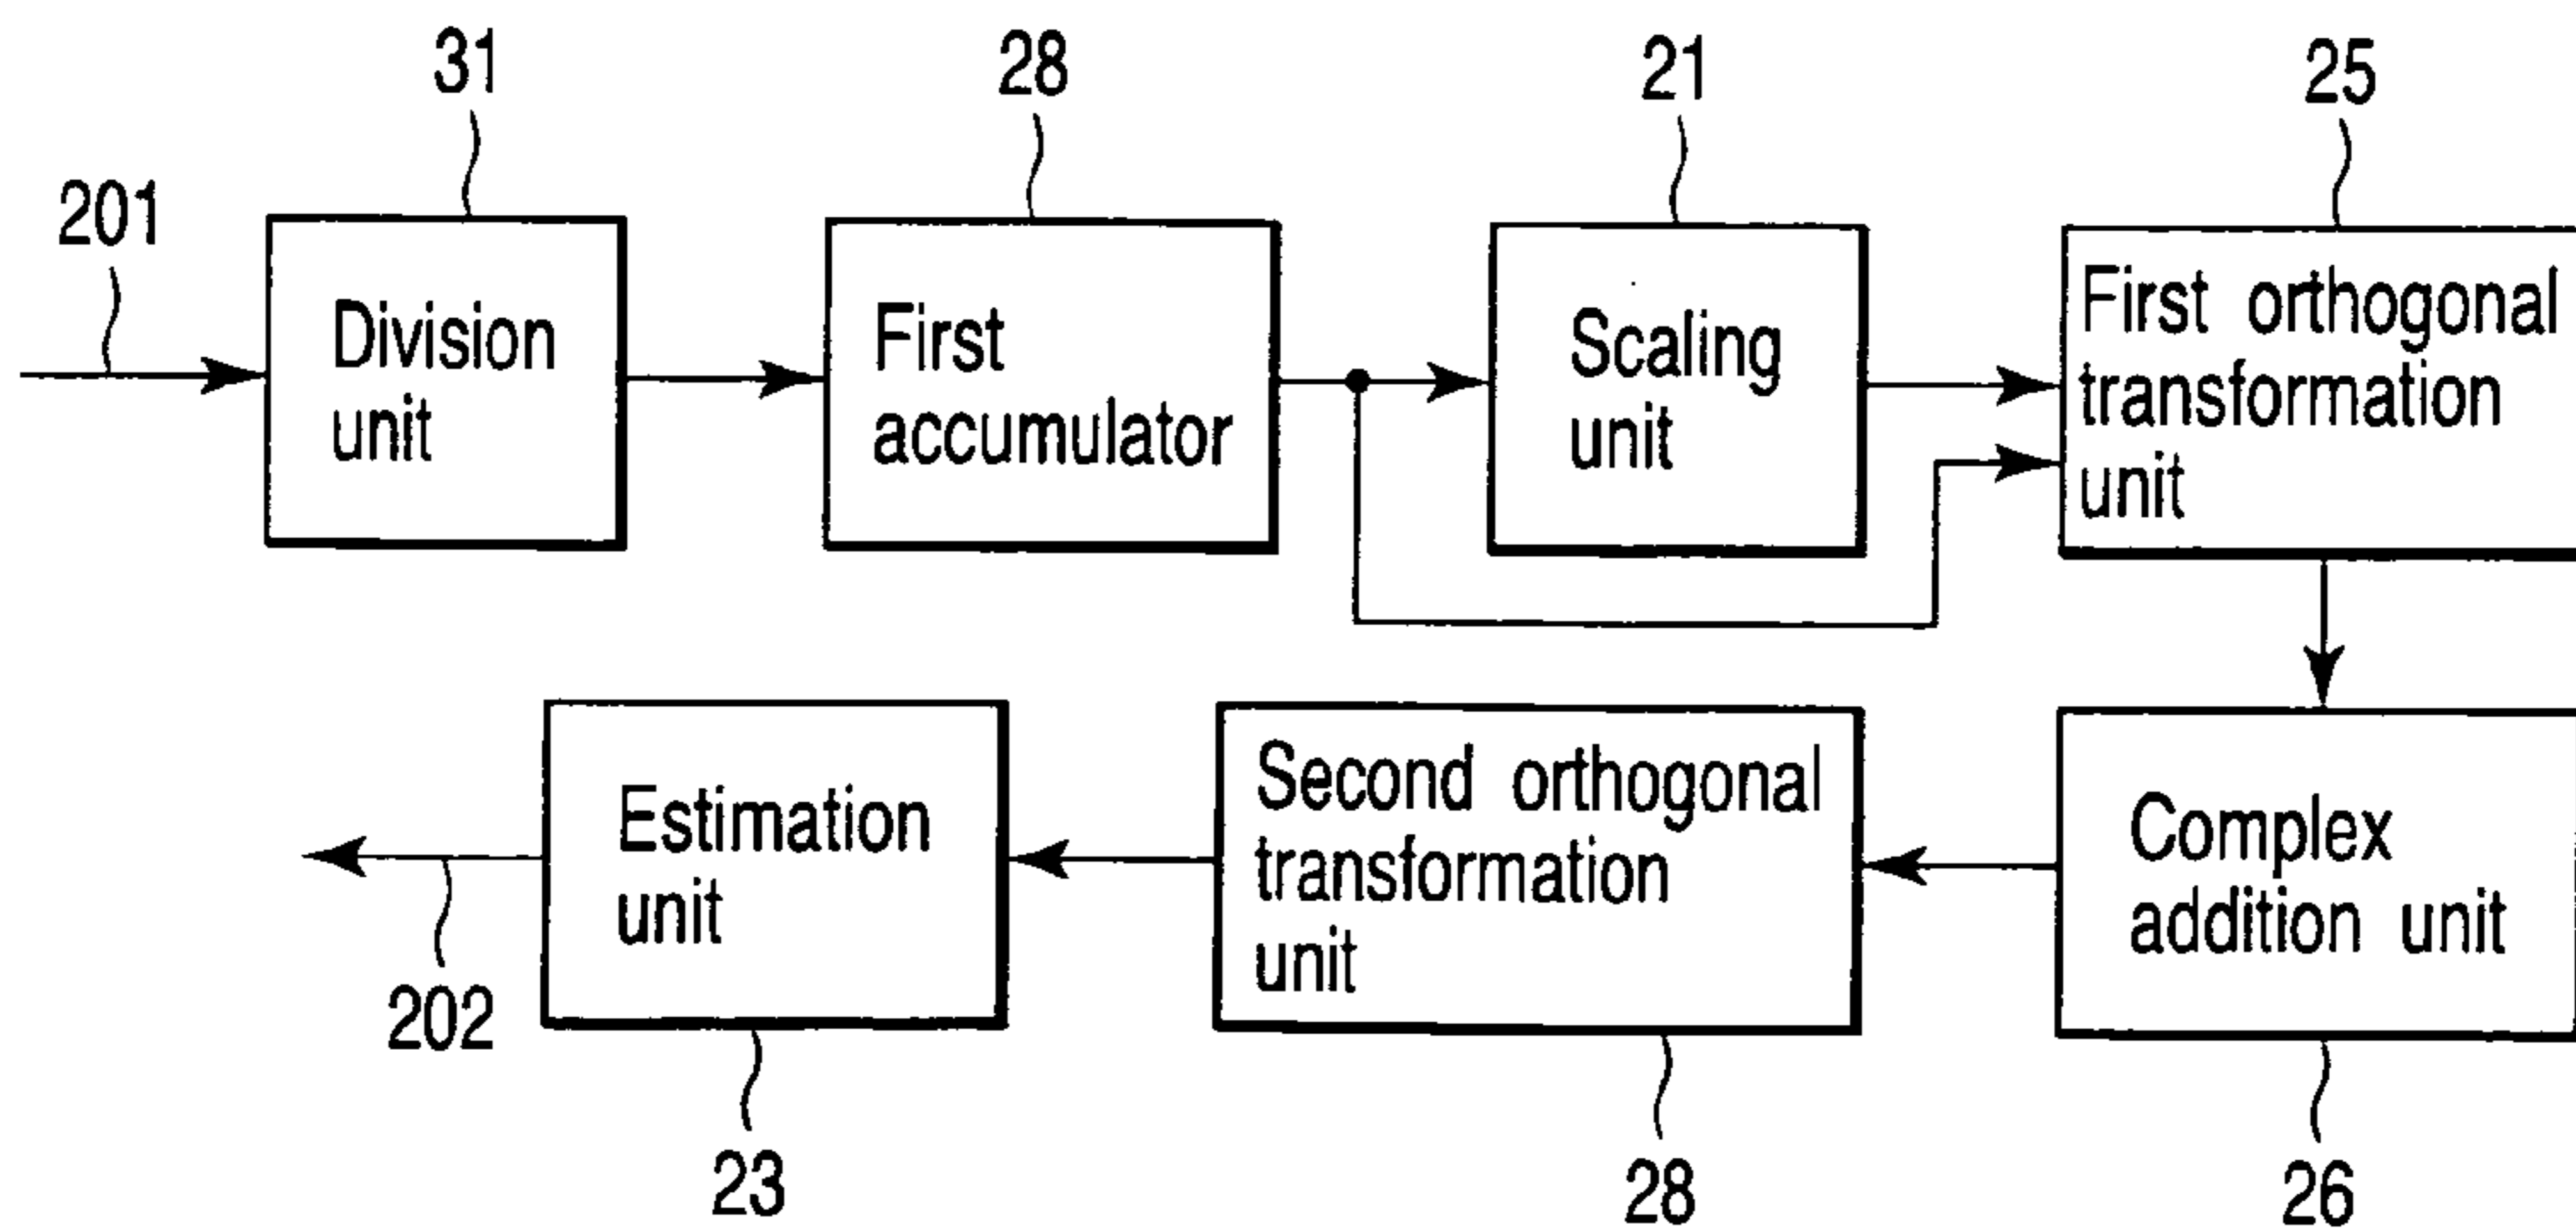 31
28
21
25
201
Division
unit
First
accumulator
Scaling
unit
First orthogonal
transformation
unit
Estimation
unit
Second orthogonal
transformation
unit
Complex
addition unit
202
23
28
26